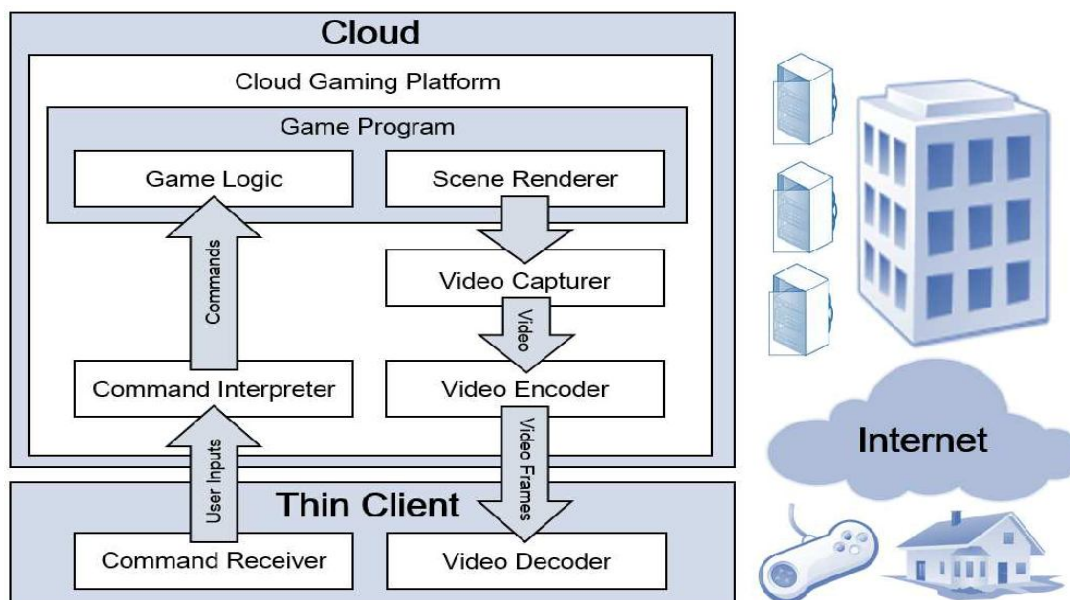 Cloud
Cloud Gaming Platform
Game Program
Game Logic
Scene Renderer
Commands
Video Capturer
Video
Command Interpreter
Video Encoder
User Inputs
Video Frames
Thin Client
Command Receiver
Video Decoder
Internet